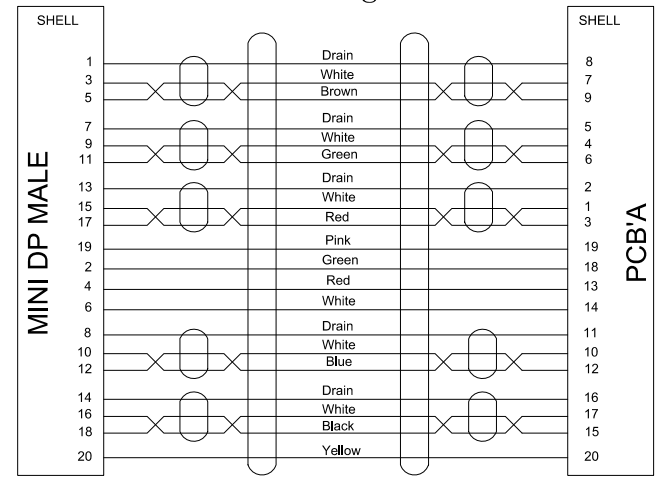 SHELL SHELL
1 Drain 8
3 White 7
5 Brown 9
7 Drain 5
9 White 4
11 Green 6
13 Drain 2
15 White 1
17 Red 3
19 Pink 19
2 Green 18
4 Red 13
6 White 14
8 Drain 11
10 White 10
12 Blue 12
14 Drain 16
16 White 17
18 Black 15
20 Yellow 20
MINI DP MALE
PCB'A